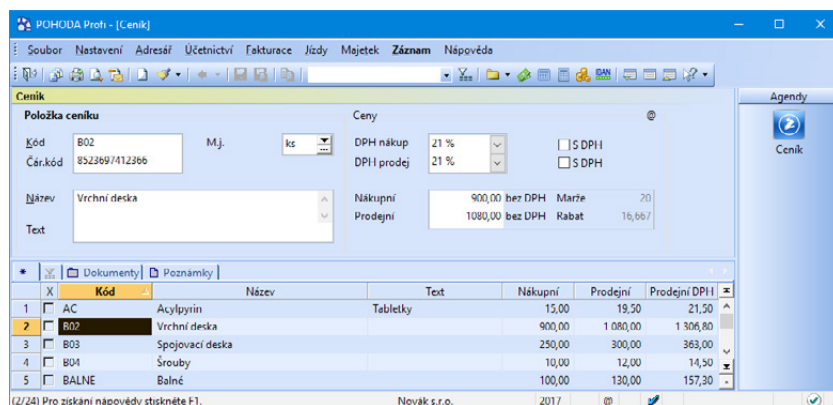 POHODA Profi - [Ceník]
Soubor Nastavení Adresář Účetnictví Fakturace Jízdy Majetek Záznam Nápověda
Ceník
Agendy
Položka ceníku Ceny @
Kód B02 M.j. ks DPH nákup 21 % S DPH
Čár.kód 8523697412366 DPH prodej 21 % S DPH
Ceník
Název Vrchní deska Nákupní 900,00 bez DPH Marže 20
Prodejní 1080,00 bez DPH Rabat 16,667
Text
* Dokumenty Poznámky
X Kód Název Text Nákupní Prodejní Prodejní DPH
1 AC Acylpyrin Tabletky 15,00 19,50 21,50
2 B02 Vrchní deska 900,00 1 080,00 1 306,80
3 B03 Spojovací deska 250,00 300,00 363,00
4 B04 Šrouby 10,00 12,00 14,50
5 BALNE Balné 100,00 130,00 157,30
(2/24) Pro získání nápovědy stiskněte F1. Novák s.r.o. 2017 @